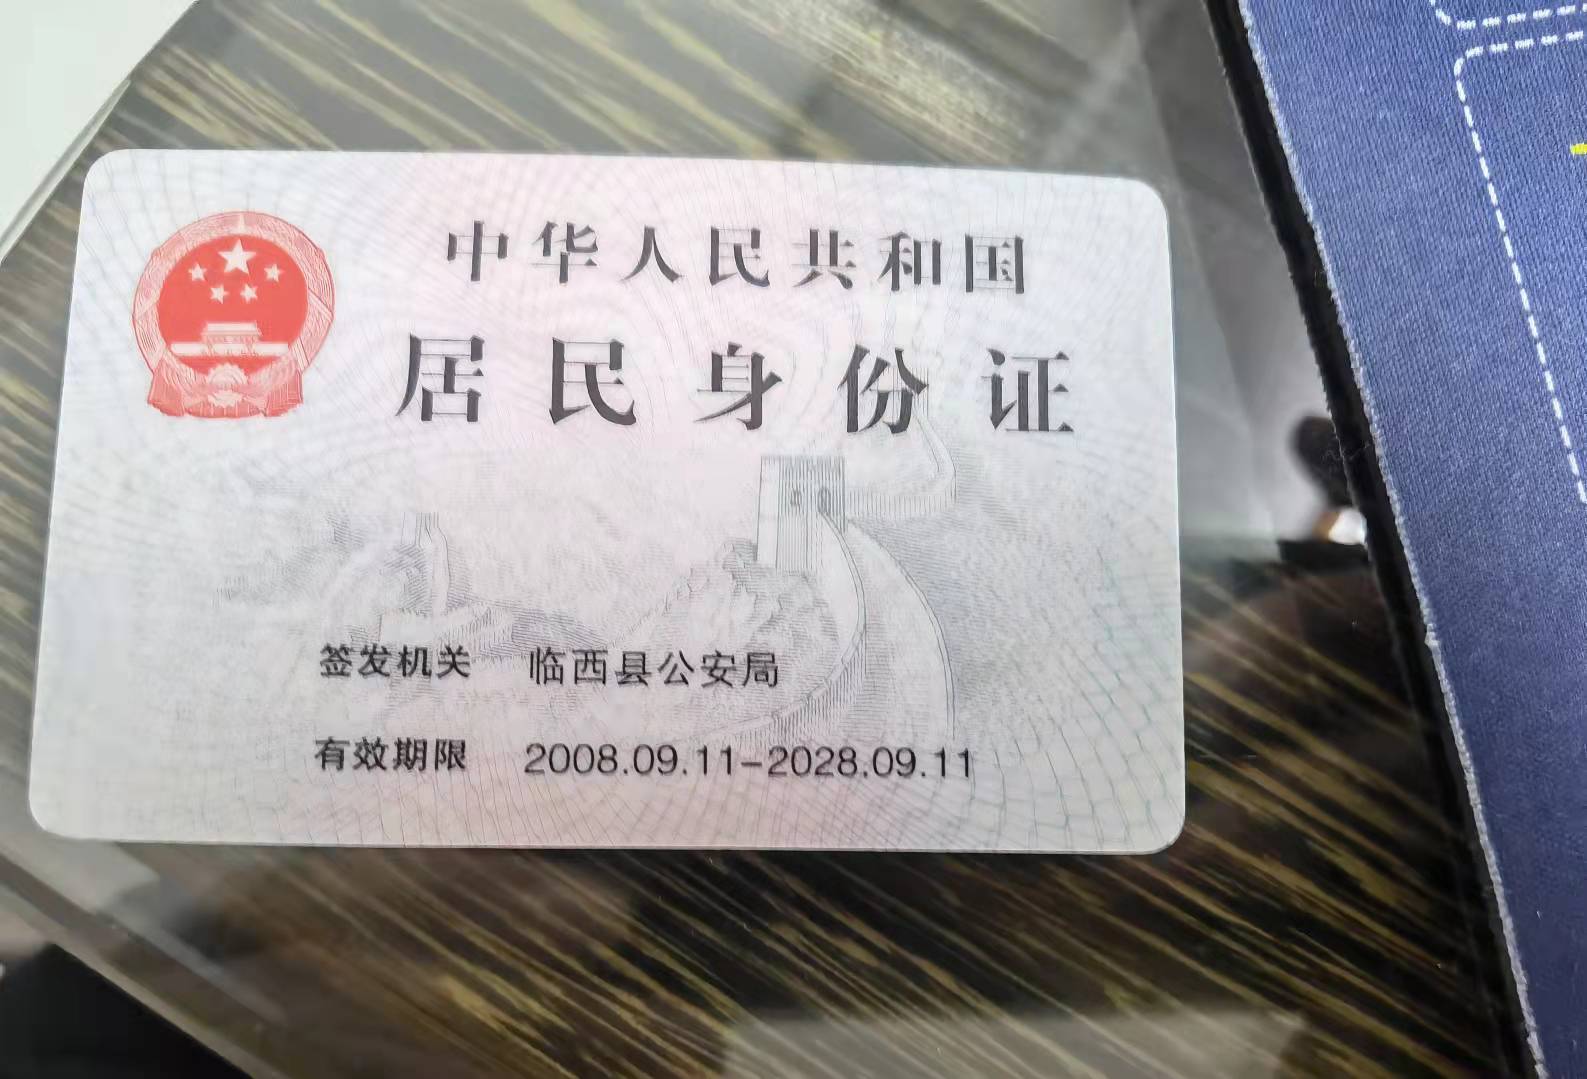 中华人民共和国
居民身份证
签发机关 临西县公安局
有效期限 2008.09.11-2028.09.11